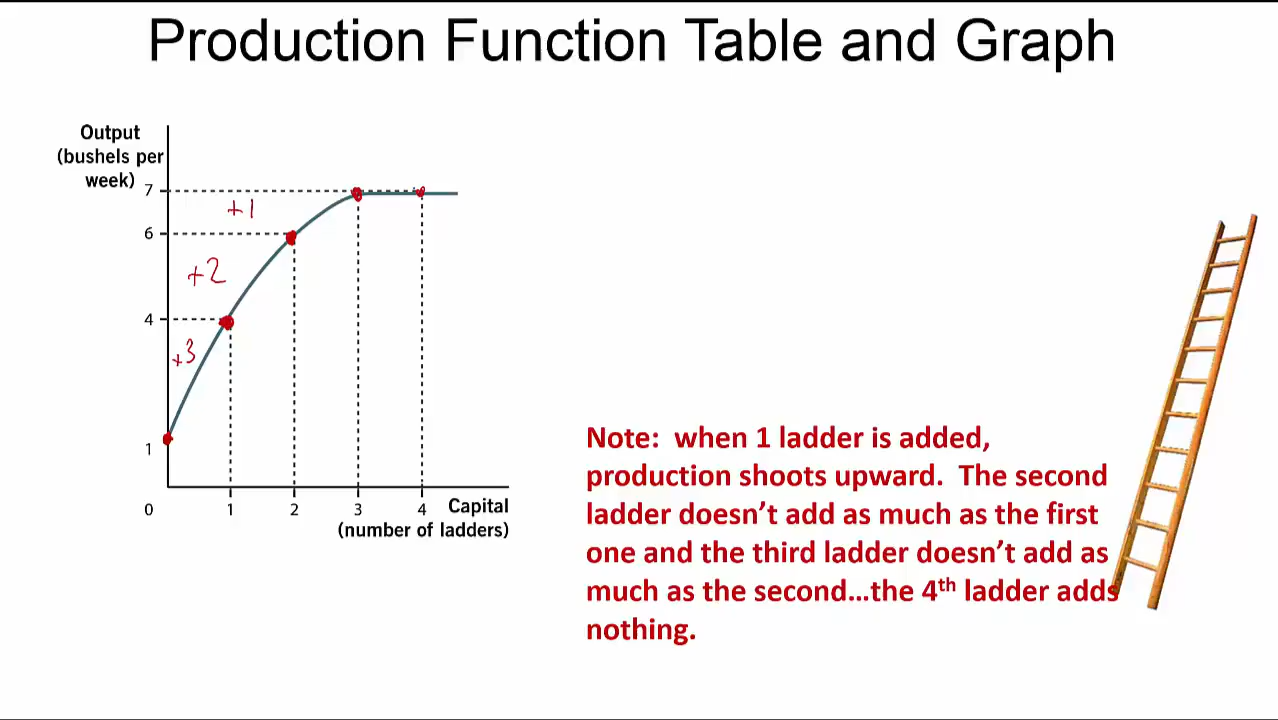 Production Function Table and Graph
Output
(bushels per
week)
7
+1
6
+2
4
+3
1
0
1
2
3
4
Capital
(number of ladders)
Note: when 1 ladder is added,
production shoots upward. The second
ladder doesn’t add as much as the first
one and the third ladder doesn’t add as
much as the second…the 4th ladder adds
nothing.